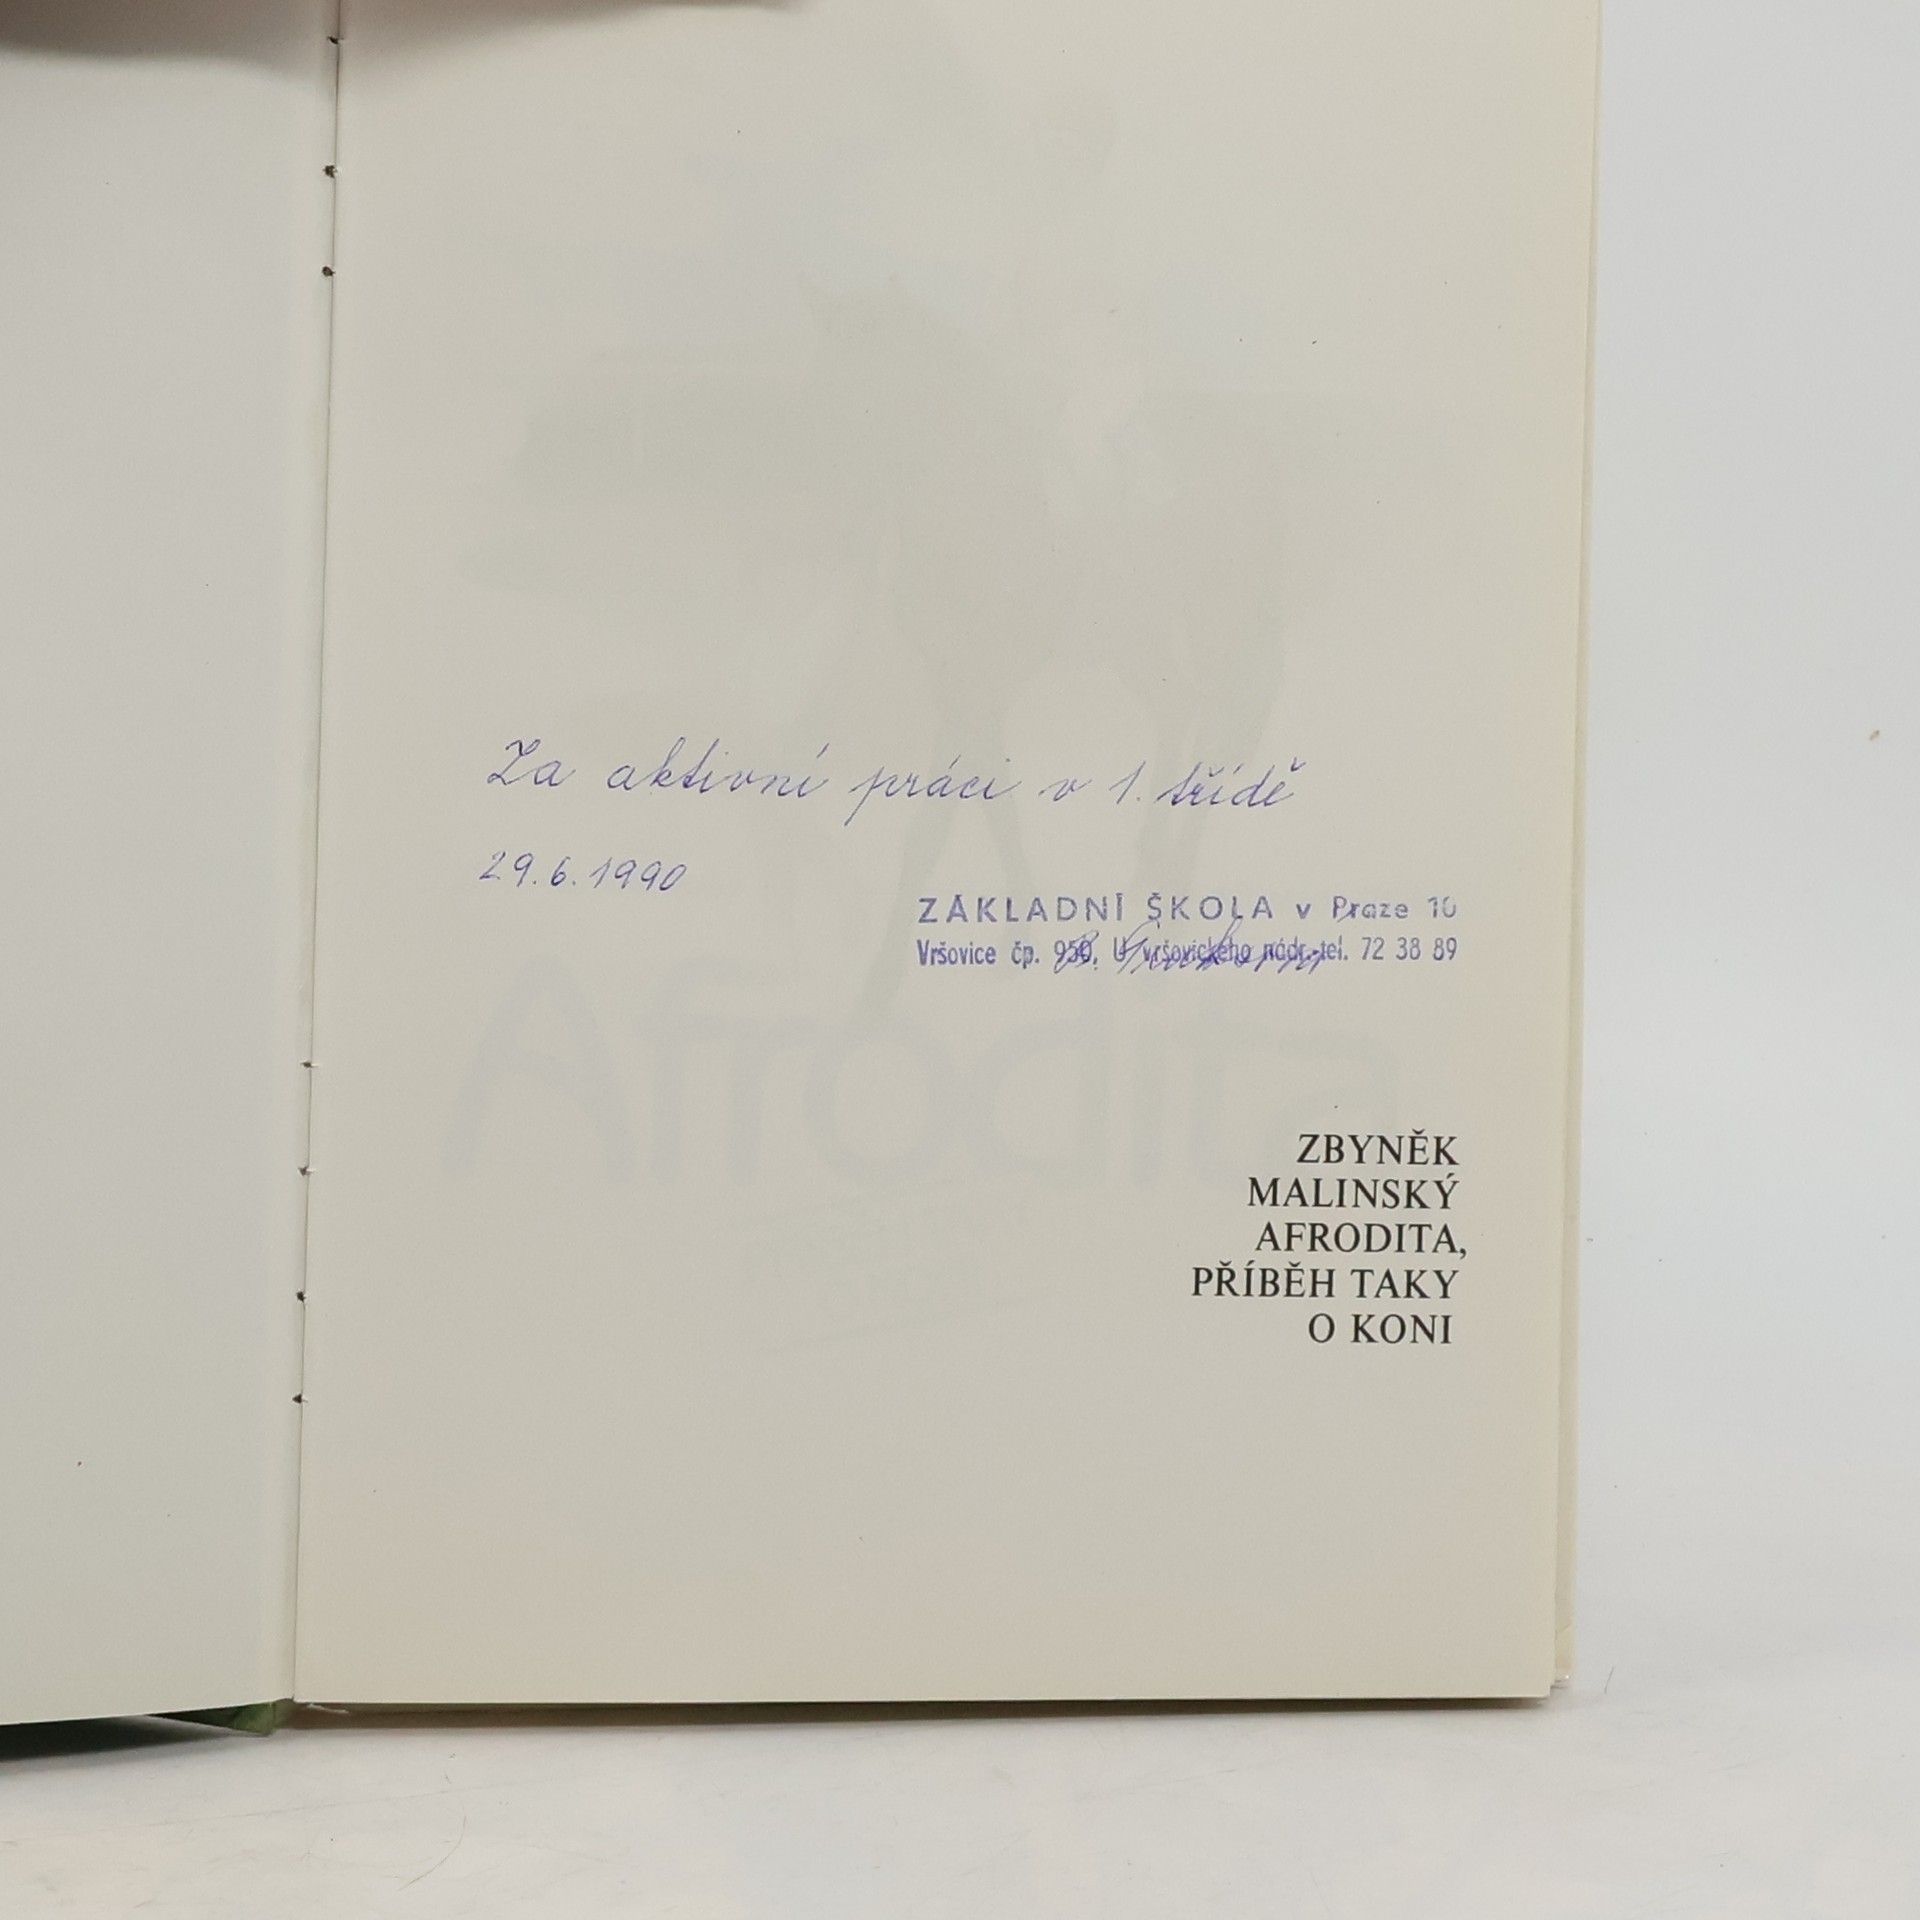 Za aktivní práci v 1. třídě
29.6.1990
ZÁKLADNÍ ŠKOLA v Praze 10
Vršovice čp. 950, U vršovického nádr. tel. 72 38 89
Afrodita
ZBYNĚK
MALINSKÝ
AFRODITA,
PŘÍBĚH TAKY
O KONI